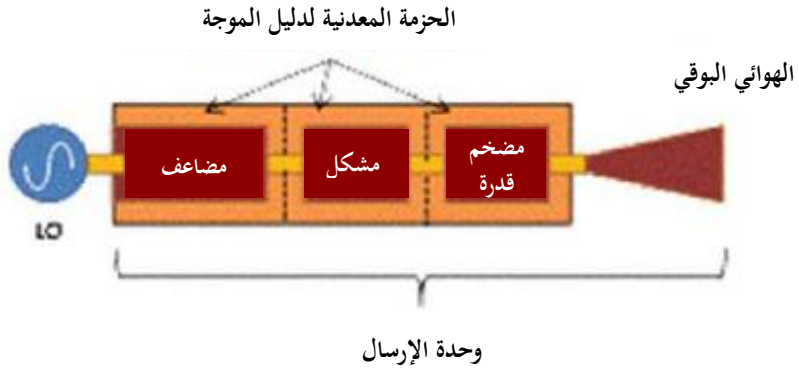 الحزمة المعدنية لدليل الموجة
الهوائي البوقي
مضاعف
مشكل
مضخم
قدرة
LO
وحدة الإرسال